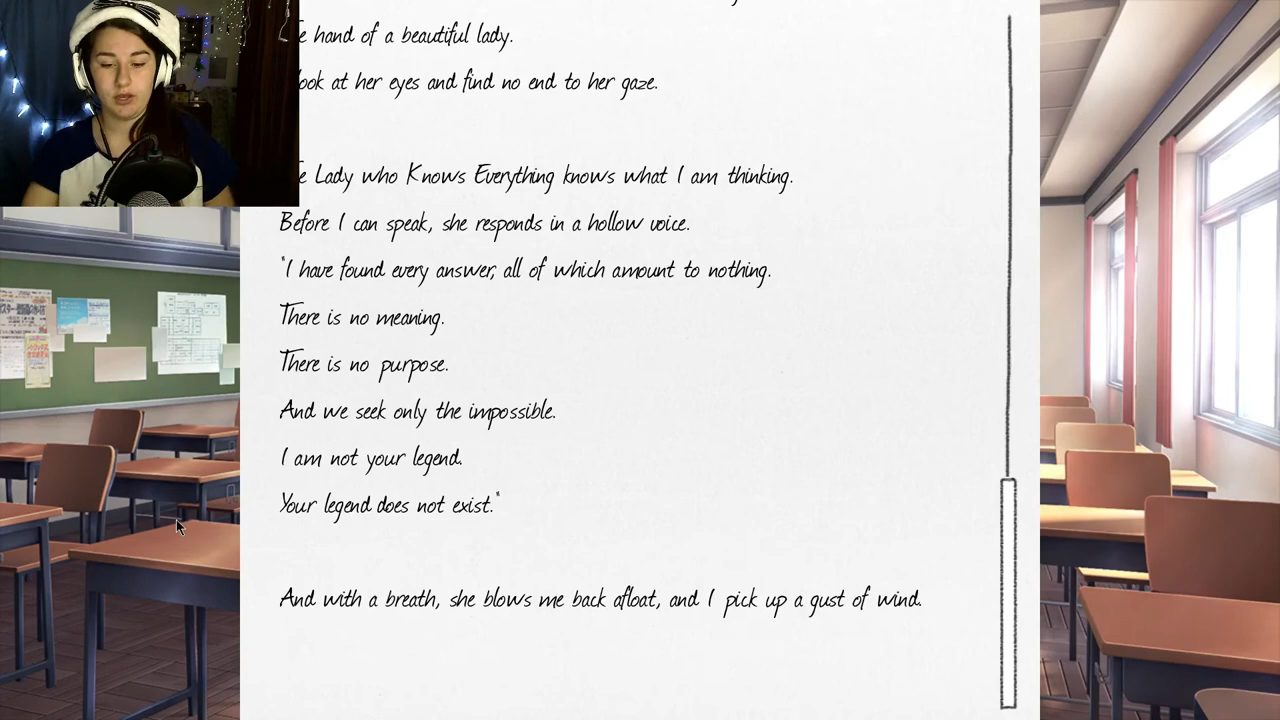 hand of a beautiful lady.
look at her eyes and find no end to her gaze.
Lady who Knows Everything knows what I am thinking.
Before I can speak, she responds in a hollow voice.
"I have found every answer, all of which amount to nothing.
There is no meaning.
There is no purpose.
And we seek only the impossible.
I am not your legend.
Your legend does not exist."
And with a breath, she blows me back afloat, and I pick up a gust of wind.